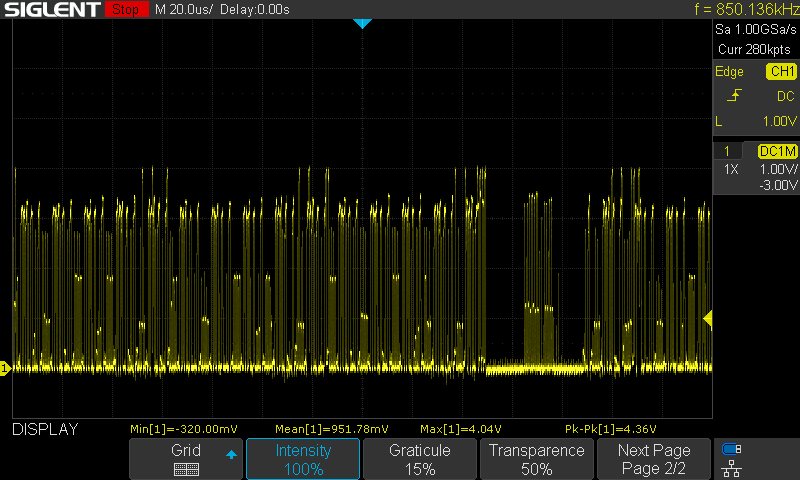 SIGLENT Stop M 20.0us/ Delay:0.00s f = 850.136kHz
Sa 1.00GSa/s
Curr 280kpts
Edge CH1
DC
L 1.00V
1 DC1M
1X 1.00V/
-3.00V
1
DISPLAY Min[1]=-320.00mV Mean[1]=951.78mV Max[1]=4.04V Pk-Pk[1]=4.36V
Grid Intensity Graticule Transparence Next Page
100% 15% 50% Page 2/2